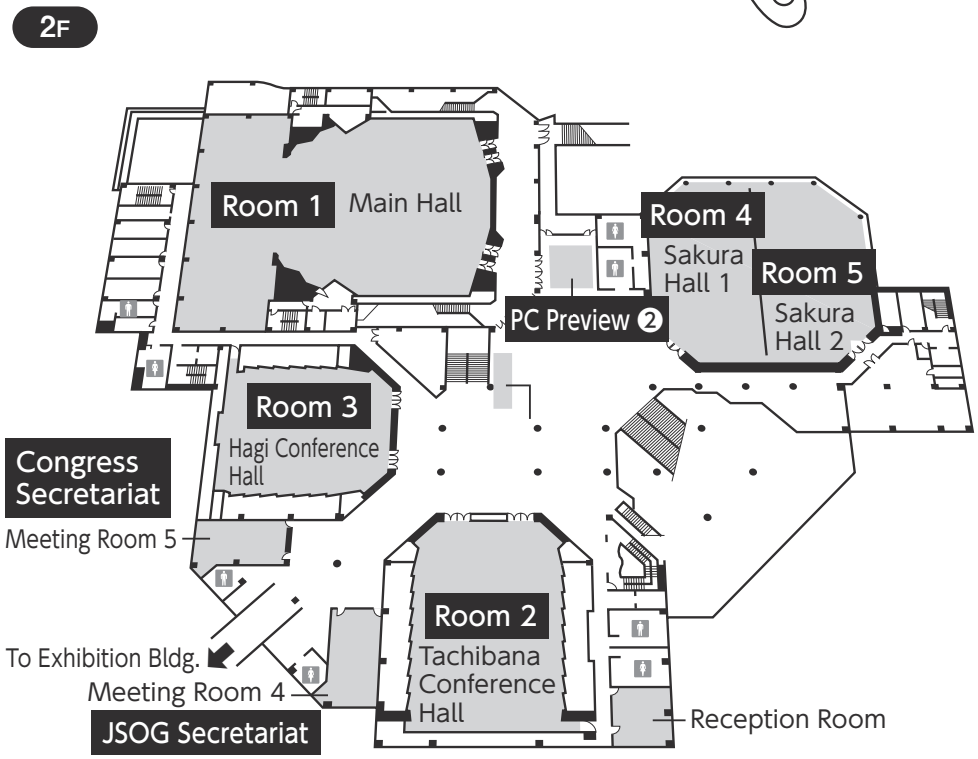 2F
Room 1
Main Hall
Room 4
Sakura
Hall 1
Room 5
Sakura
Hall 2
PC Preview ❷
Room 3
Hagi Conference
Hall
Congress
Secretariat
Meeting Room 5
Room 2
Tachibana
Conference
Hall
To Exhibition Bldg.
Meeting Room 4
JSOG Secretariat
Reception Room